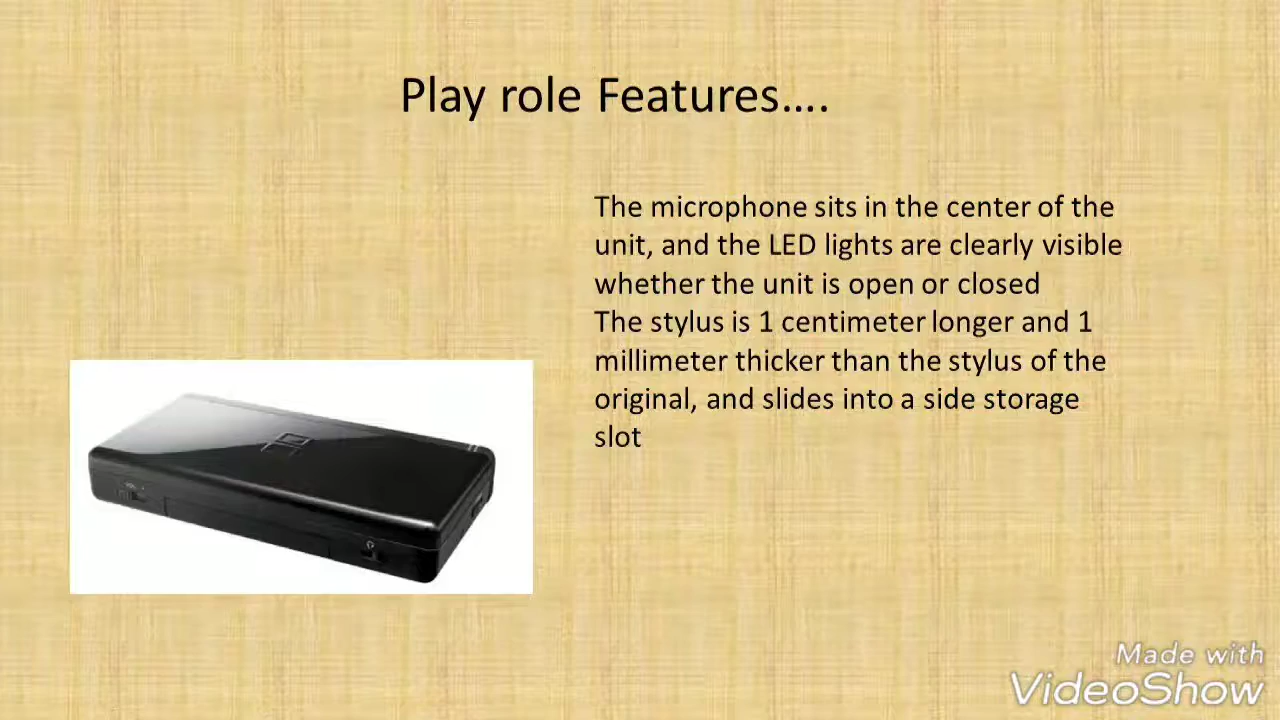 Play role Features....
The microphone sits in the center of the
unit, and the LED lights are clearly visible
whether the unit is open or closed
The stylus is 1 centimeter longer and 1
millimeter thicker than the stylus of the
original, and slides into a side storage
slot
Made with
VideoShow